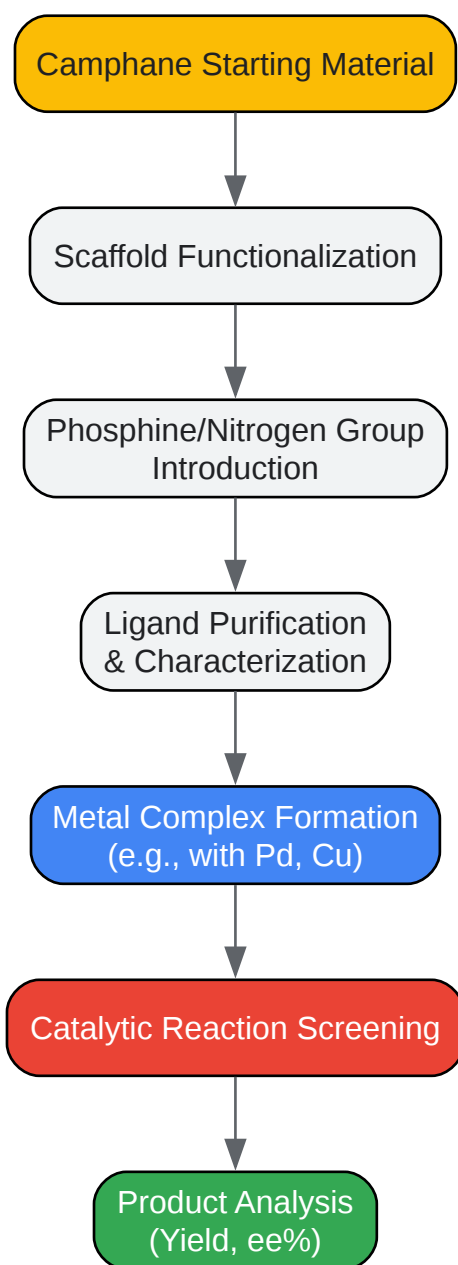 Camphane Starting Material
Scaffold Functionalization
Phosphine/Nitrogen Group
Introduction
Ligand Purification
& Characterization
Metal Complex Formation
(e.g., with Pd, Cu)
Catalytic Reaction Screening
Product Analysis
(Yield, ee%)